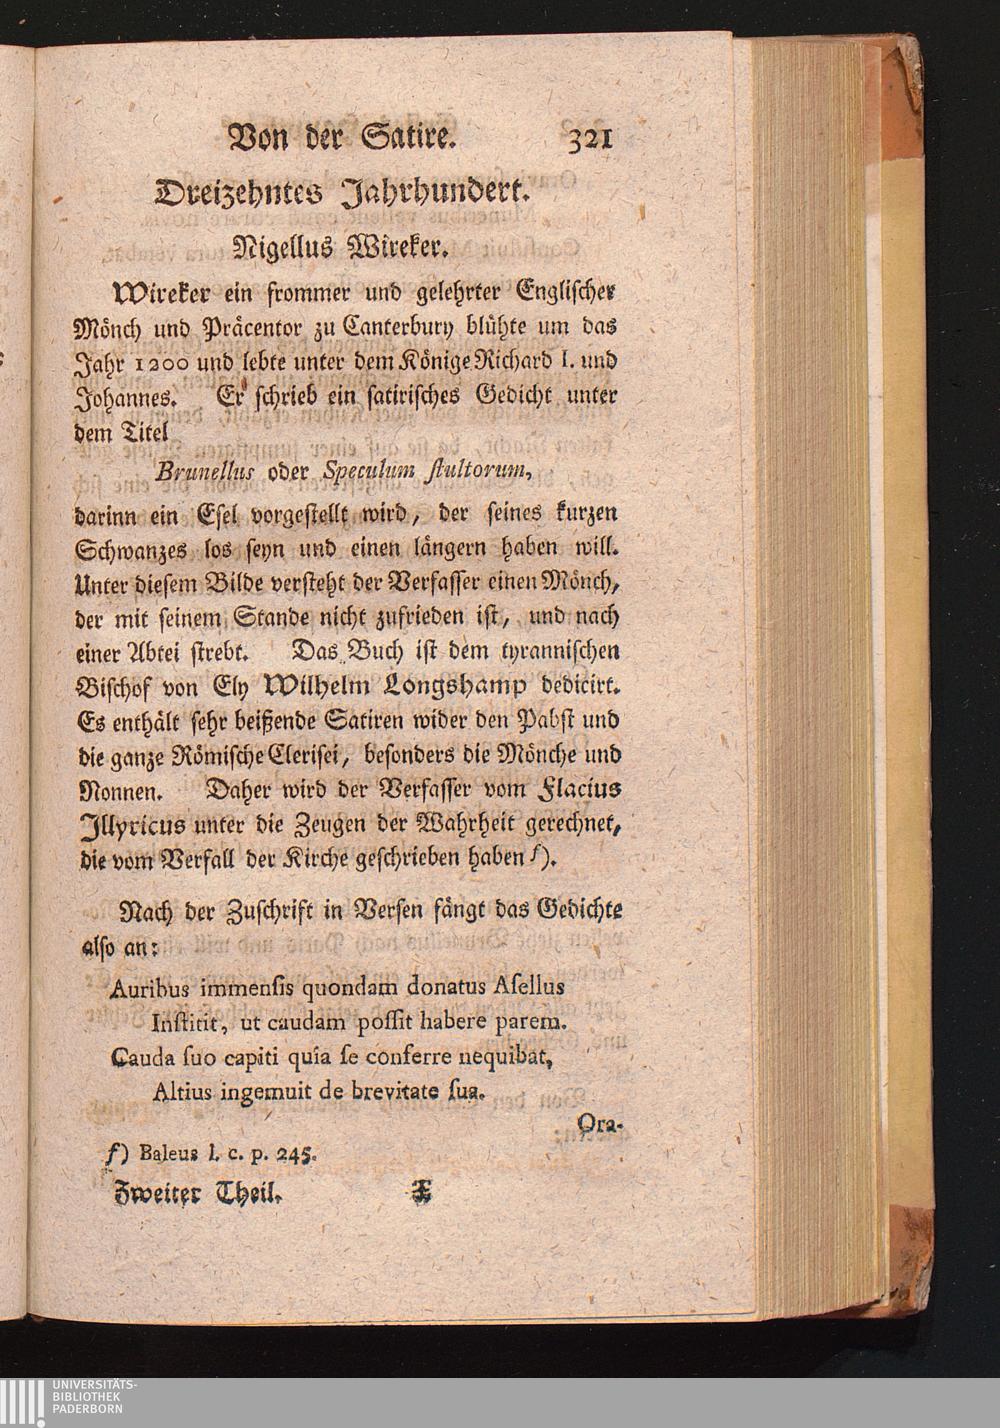 Von der Satire. 321
Dreizehntes Jahrhundert.
Nigellus Wireker.
Wireker ein frommer und gelehrter Englischer
Mönch und Präcentor zu Canterbury blühte um das
Jahr 1200 und lebte unter dem Könige Richard I. und
Johannes. Er schrieb ein satirisches Gedicht unter
dem Titel
Brunellus oder Speculum ſtultorum,
darinn ein Esel vorgestellt wird, der seines kurzen
Schwanzes los seyn und einen längern haben will.
Unter diesem Bilde versteht der Verfasser einen Mönch,
der mit seinem Stande nicht zufrieden ist, und nach
einer Abtei strebt. Das Buch ist dem tyrannischen
Bischof von Ely Wilhelm Longshamp dedicirt.
Es enthält sehr beißende Satiren wider den Pabst und
die ganze Römische Clerisei, besonders die Mönche und
Nonnen. Daher wird der Verfasser vom Flacius
Illyricus unter die Zeugen der Wahrheit gerechnet,
die vom Verfall der Kirche geschrieben haben f).
Nach der Zuschrift in Versen fängt das Gedichte
also an:
Auribus immenſis quondam donatus Aſellus
Inſtitit, ut caudam poſſit habere parem.
Cauda ſuo capiti quia ſe conferre nequibat,
Altius ingemuit de brevitate ſua.
Ora-
f) Baleus l. c. p. 245.
Zweiter Theil. X
UNIVERSITÄTS-
BIBLIOTHEK
PADERBORN